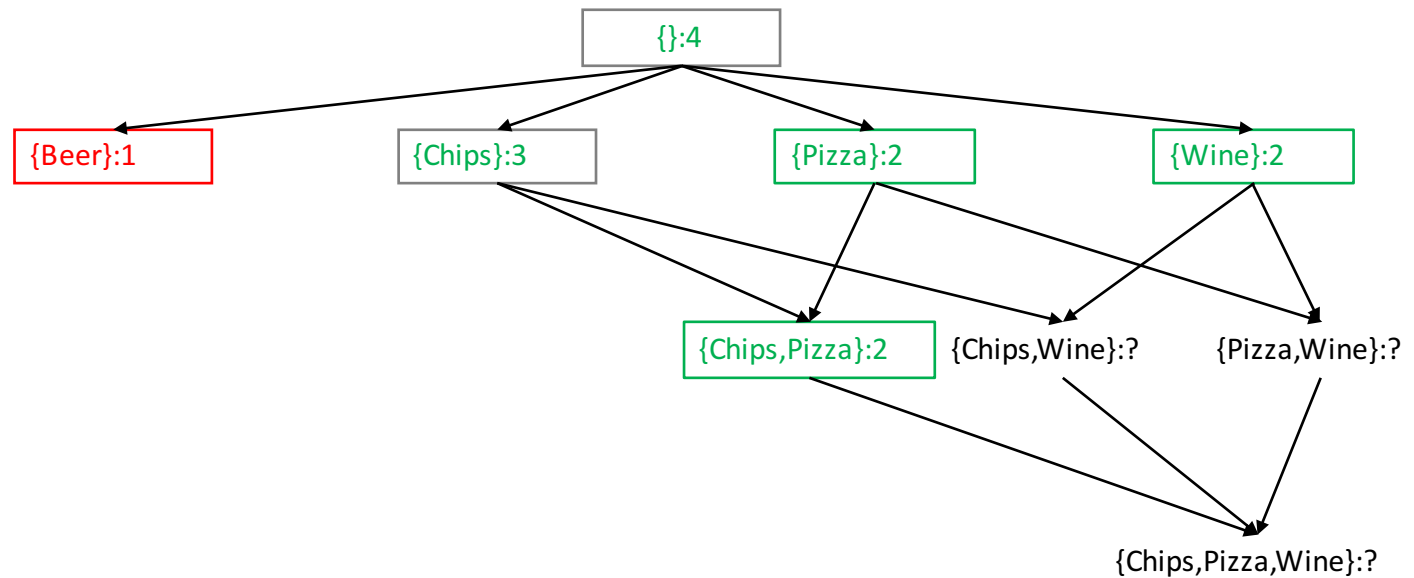 {}:4
{Beer}:1
{Chips}:3
{Pizza}:2
{Wine}:2
{Chips,Pizza}:2
{Chips,Wine}:?
{Pizza,Wine}:?
{Chips,Pizza,Wine}:?